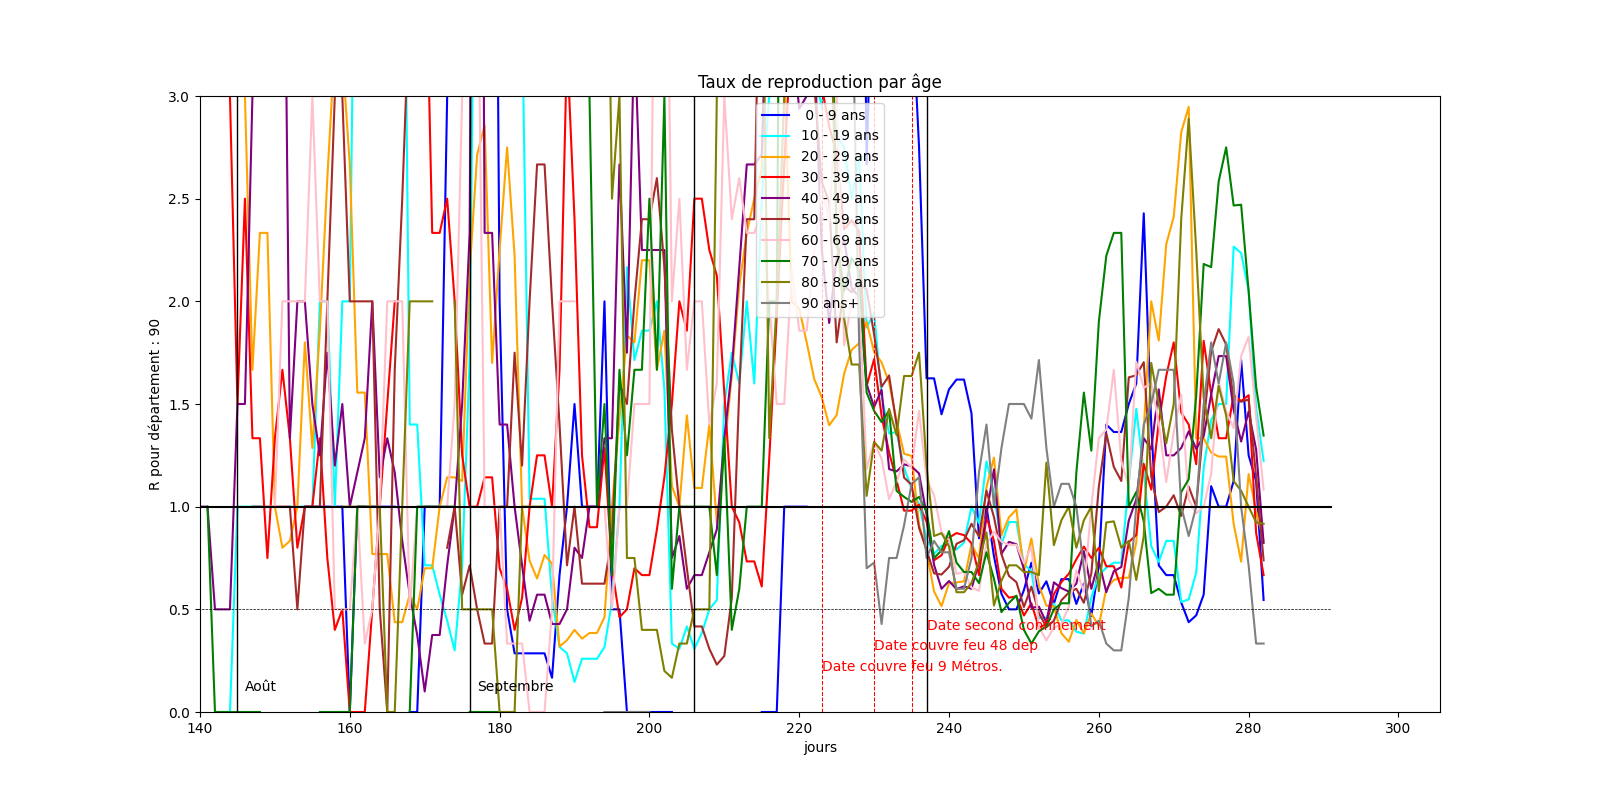 Taux de reproduction par âge
R pour département : 90
3.0
2.5
2.0
1.5
1.0
0.5
0.0
0 - 9 ans
10 - 19 ans
20 - 29 ans
30 - 39 ans
40 - 49 ans
50 - 59 ans
60 - 69 ans
70 - 79 ans
80 - 89 ans
90 ans+
Date second confinement
Date couvre feu 48 dep
Date couvre feu 9 Métros.
Août
Septembre
140 160 180 200 220 240 260 280 300
jours